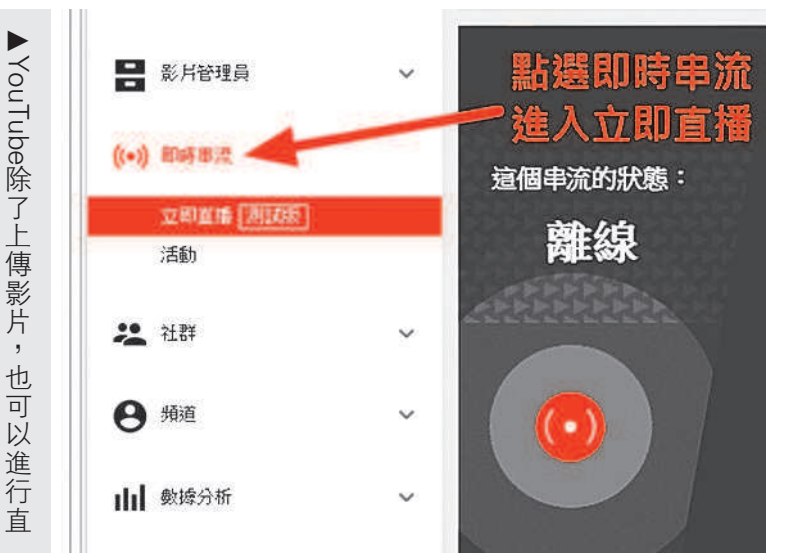 ▲YouTube除了上傳影片，也可以進行直
影片管理員
即時串流
立即直播 測試版
活動
社群
頻道
數據分析
點選即時串流
進入立即直播
這個串流的狀態：
離線